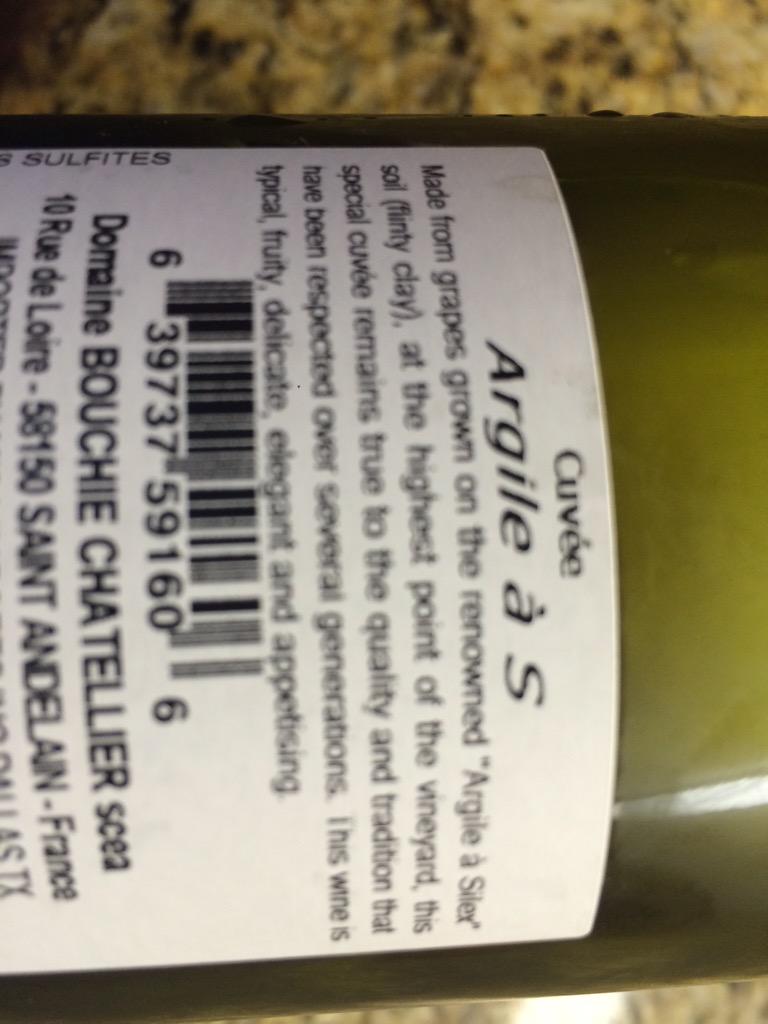 Cuvée
Argile à S
Made from grapes grown on the renowned "Argile à Silex"
soil (flinty clay), at the highest point of the vineyard, this
special cuvée remains true to the quality and tradition that
have been respected over several generations. This wine is
typical, fruity, delicate, elegant and appetising.
6 39737 59160 6
Domaine BOUCHIE CHATELLIER scea
10 Rue de Loire - 58150 SAINT ANDELAIN - France
S SULFITES
DALLAS TX